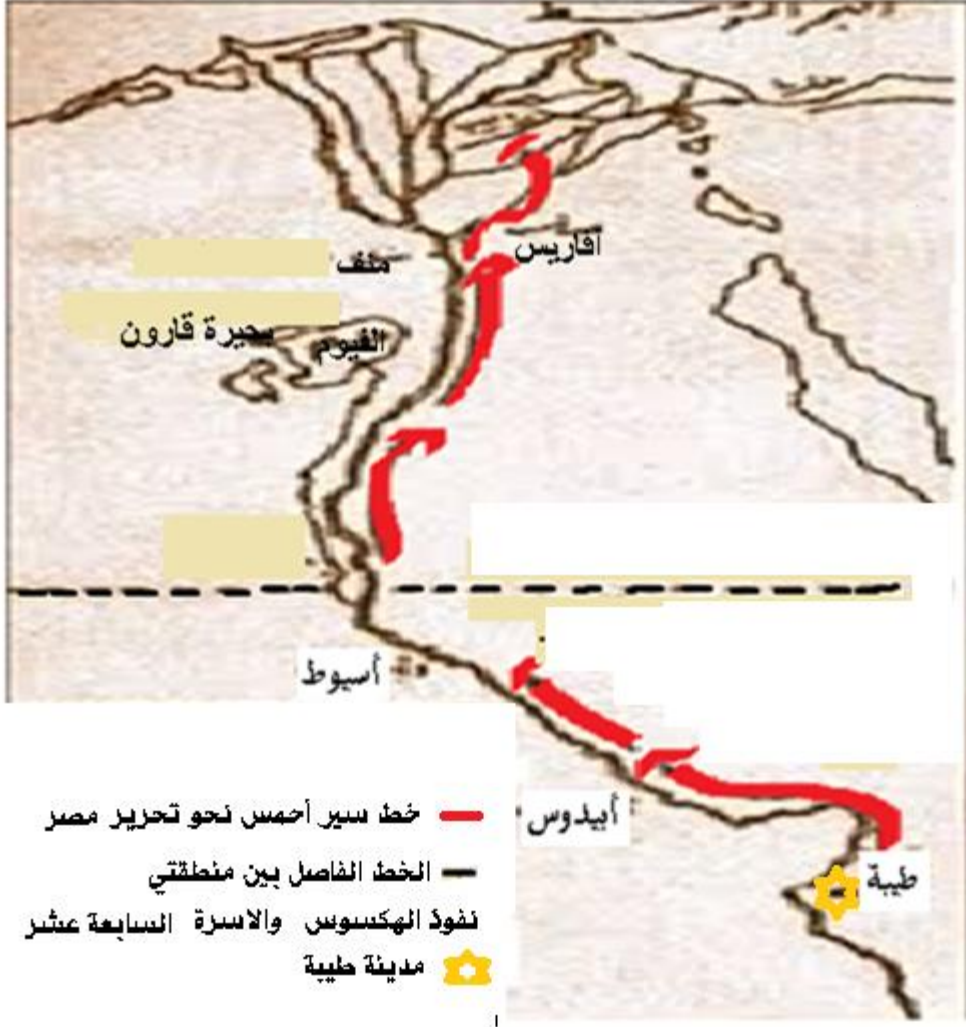 أفاريس
منف
بحيرة قارون
الفيوم
أسيوط
أبيدوس
طيبة
خط سير أحمس نحو تحرير مصر
الخط الفاصل بين منطقتي
نفوذ الهكسوس والاسرة السابعة عشر
مدينة طيبة